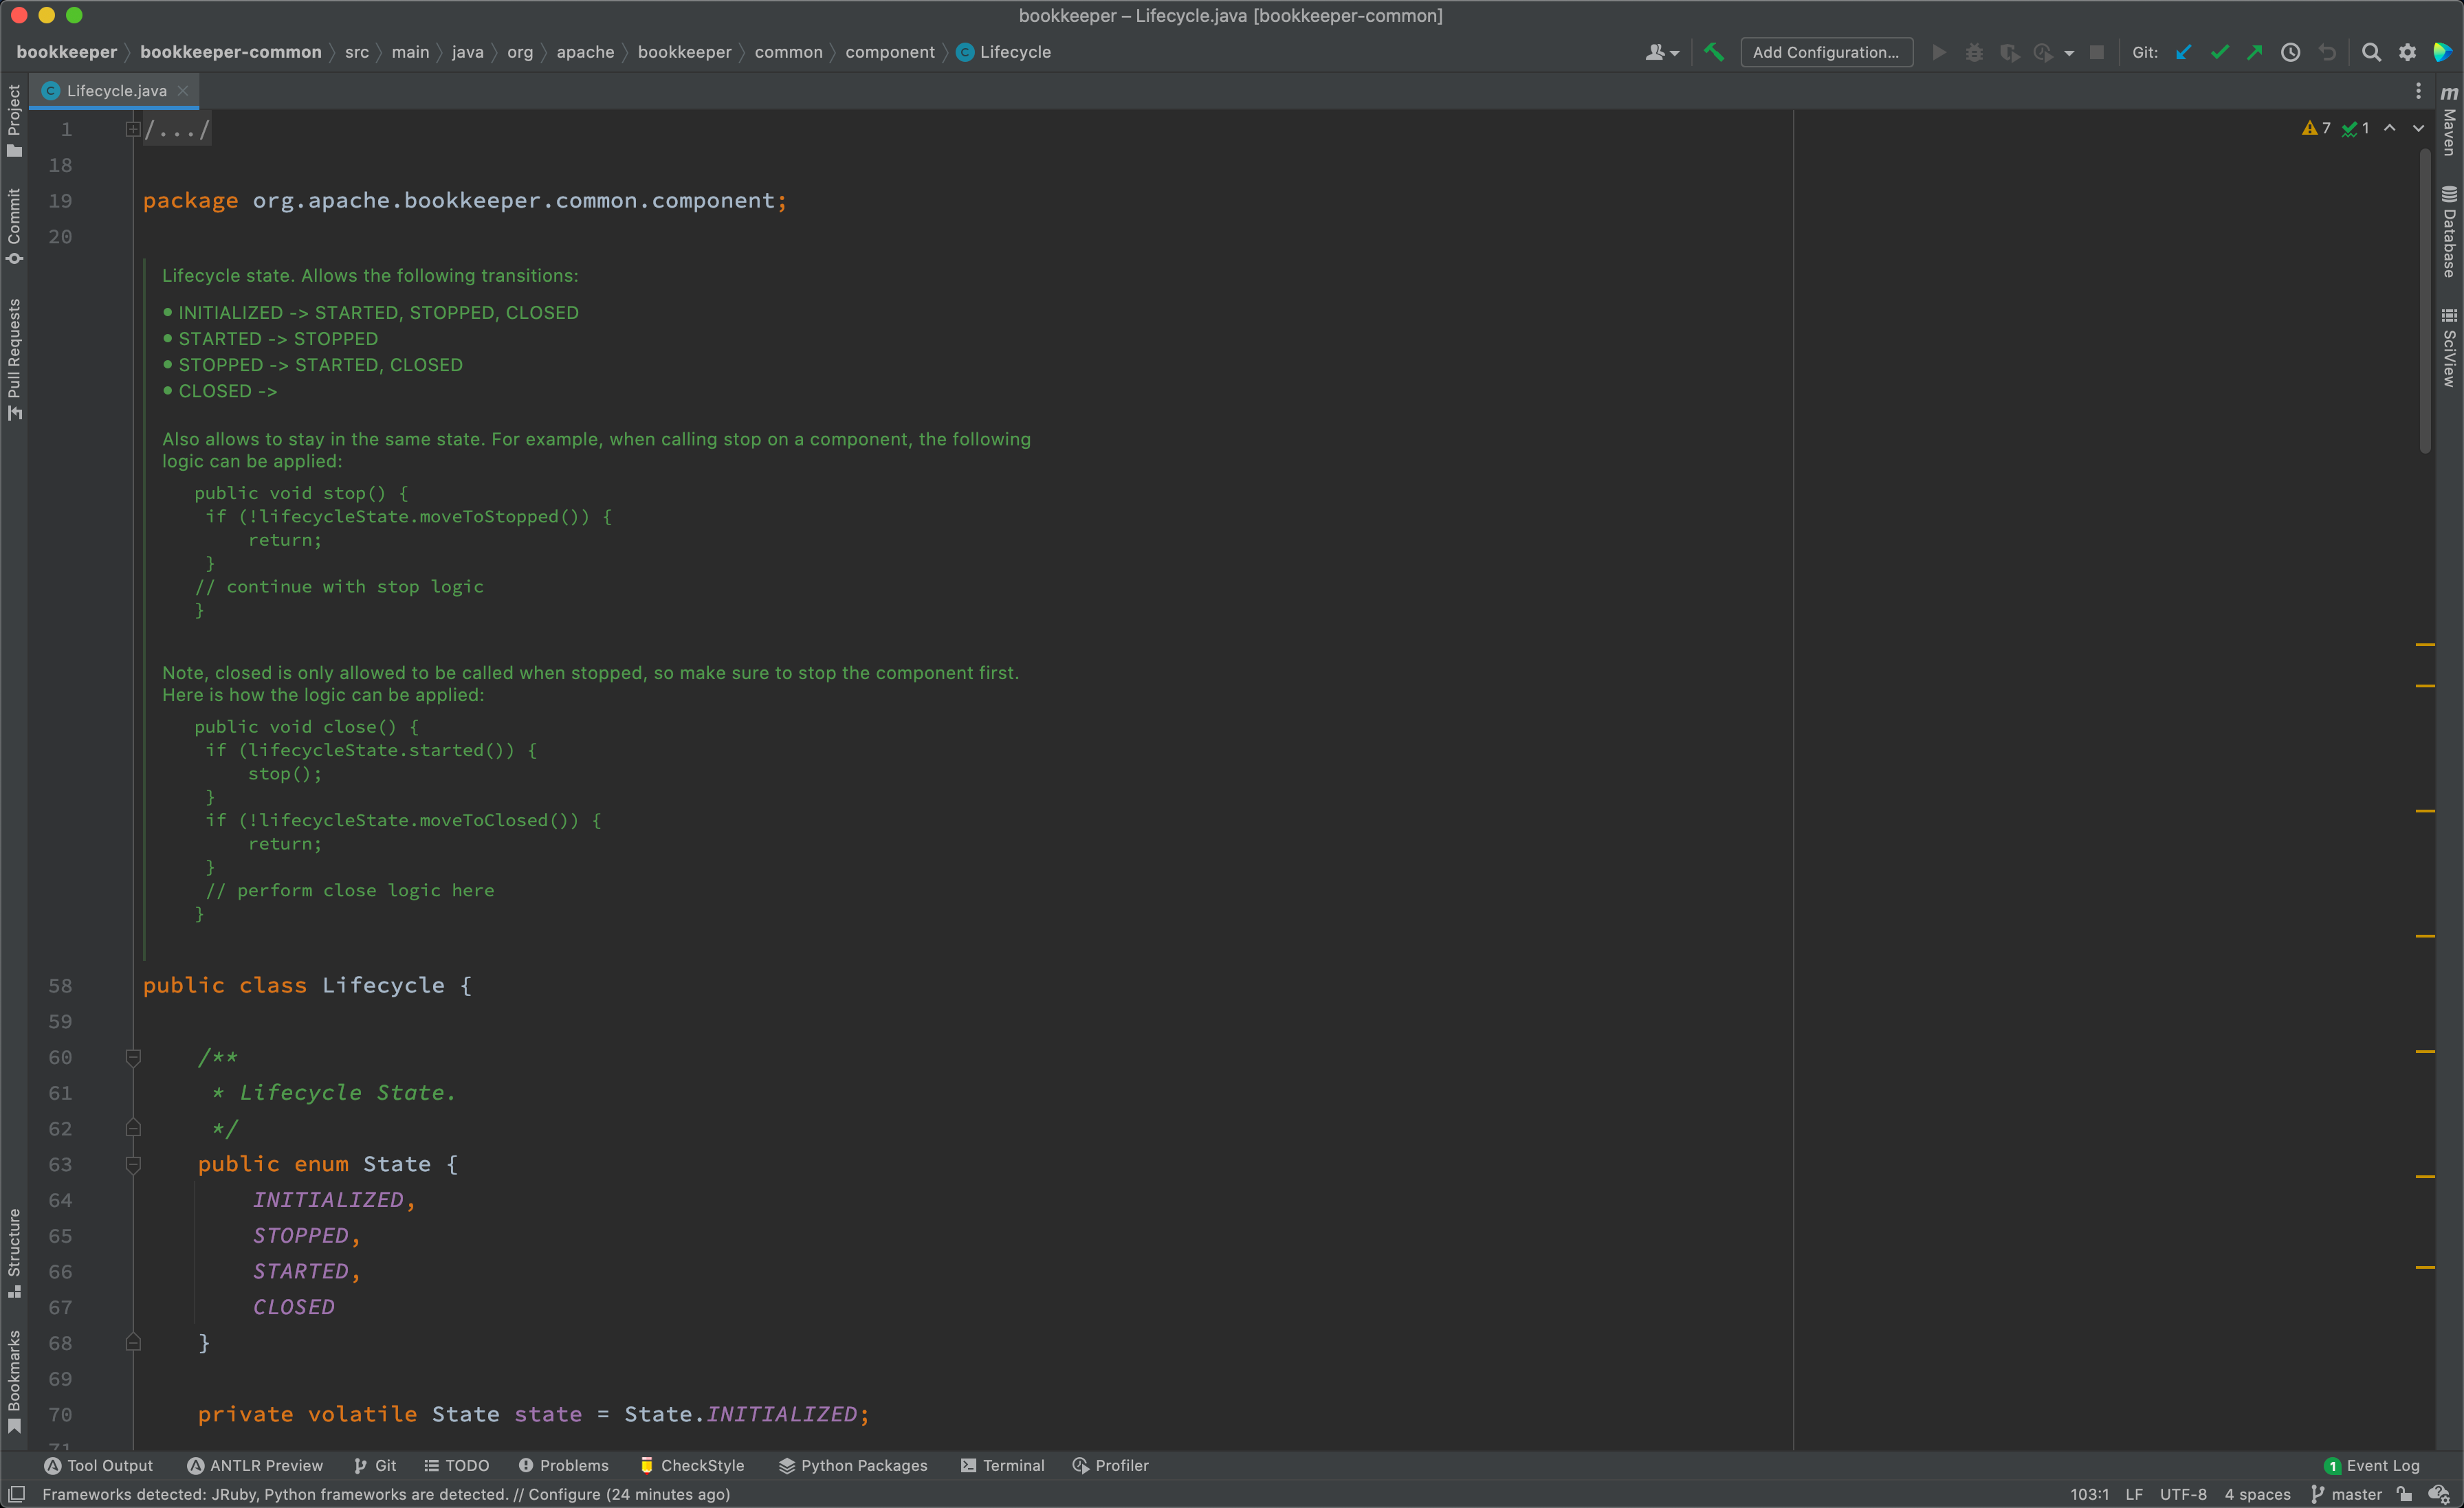 bookkeeper – Lifecycle.java [bookkeeper-common]
bookkeeper bookkeeper-common src main java org apache bookkeeper common component Lifecycle Add Configuration... Git:
Lifecycle.java
Project
Commit
Pull Requests
Structure
Bookmarks
m Maven
Database
SciView
7 1
1 /.../
18
19 package org.apache.bookkeeper.common.component;
20
Lifecycle state. Allows the following transitions:
• INITIALIZED -> STARTED, STOPPED, CLOSED
• STARTED -> STOPPED
• STOPPED -> STARTED, CLOSED
• CLOSED ->
Also allows to stay in the same state. For example, when calling stop on a component, the following
logic can be applied:
public void stop() {
if (!lifecycleState.moveToStopped()) {
return;
}
// continue with stop logic
}
Note, closed is only allowed to be called when stopped, so make sure to stop the component first.
Here is how the logic can be applied:
public void close() {
if (lifecycleState.started()) {
stop();
}
if (!lifecycleState.moveToClosed()) {
return;
}
// perform close logic here
}
58 public class Lifecycle {
59
60 /**
61 * Lifecycle State.
62 */
63 public enum State {
64 INITIALIZED,
65 STOPPED,
66 STARTED,
67 CLOSED
68 }
69
70 private volatile State state = State.INITIALIZED;
71
Tool Output ANTLR Preview Git TODO Problems CheckStyle Python Packages Terminal Profiler 1 Event Log
Frameworks detected: JRuby, Python frameworks are detected. // Configure (24 minutes ago) 103:1 LF UTF-8 4 spaces master